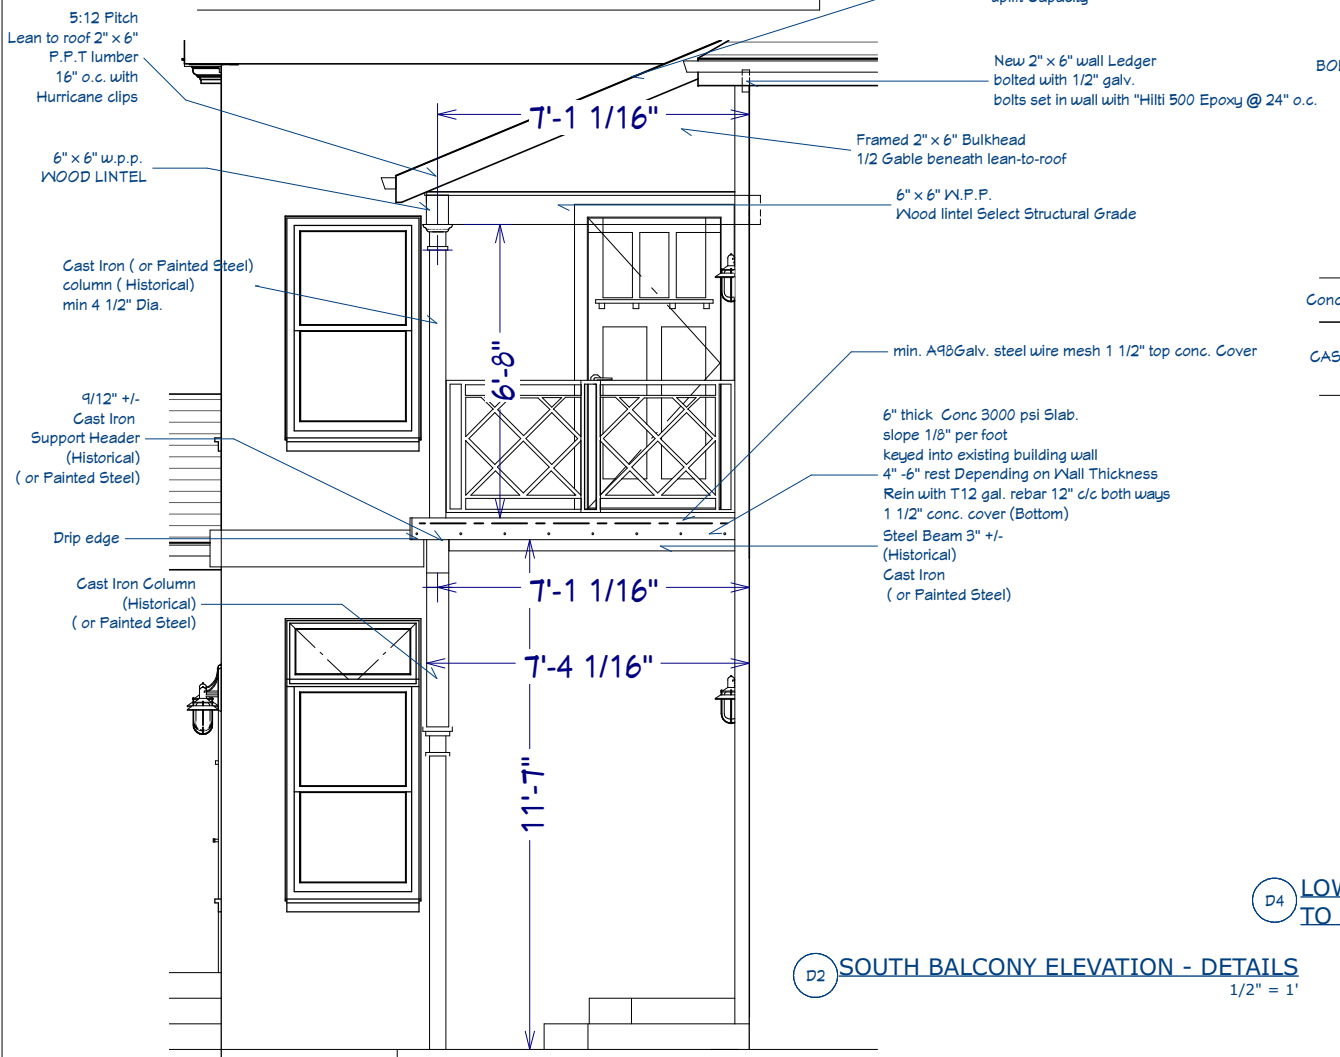 5:12 Pitch
Lean to roof 2" x 6"
P.P.T lumber
16" o.c. with
Hurricane clips
6" x 6" w.p.p.
WOOD LINTEL
Cast Iron ( or Painted Steel)
column ( Historical)
min 4 1/2" Dia.
9/12" +/-
Cast Iron
Support Header
(Historical)
( or Painted Steel)
Drip edge
Cast Iron Column
(Historical)
( or Painted Steel)
7'-1 1/16"
6'-8"
7'-1 1/16"
7'-4 1/16"
11'-7"
uplift Capacity
New 2" x 6" wall Ledger
bolted with 1/2" galv.
bolts set in wall with "Hilti 500 Epoxy @ 24" o.c.
Framed 2" x 6" Bulkhead
1/2 Gable beneath lean-to-roof
6" x 6" W.P.P.
Wood lintel Select Structural Grade
min. A98Galv. steel wire mesh 1 1/2" top conc. Cover
6" thick Conc 3000 psi Slab.
slope 1/8" per foot
keyed into existing building wall
4" -6" rest Depending on Wall Thickness
Rein with T12 gal. rebar 12" c/c both ways
1 1/2" conc. cover (Bottom)
Steel Beam 3" +/-
(Historical)
Cast Iron
( or Painted Steel)
BO
Conc
CAS
D4
LOW
TO
D2
SOUTH BALCONY ELEVATION - DETAILS
1/2" = 1'